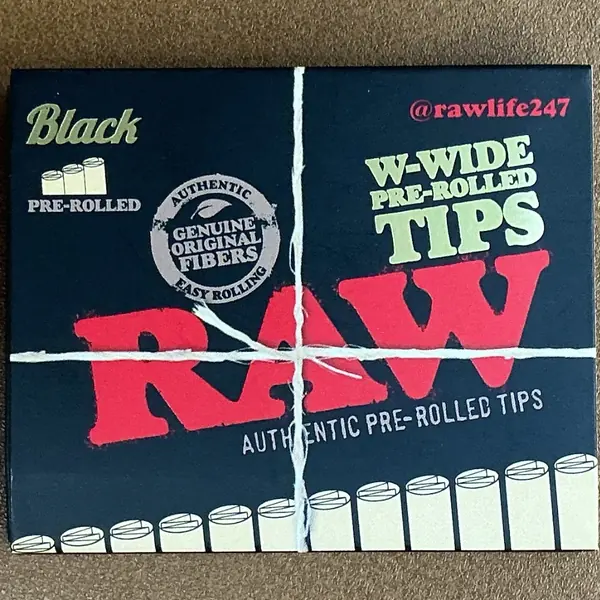 Black
PRE-ROLLED
@rawlife247
W-WIDE
PRE-ROLLED
TIPS
AUTHENTIC
GENUINE
ORIGINAL
FIBERS
EASY ROLLING
RAW
AUTHENTIC PRE-ROLLED TIPS